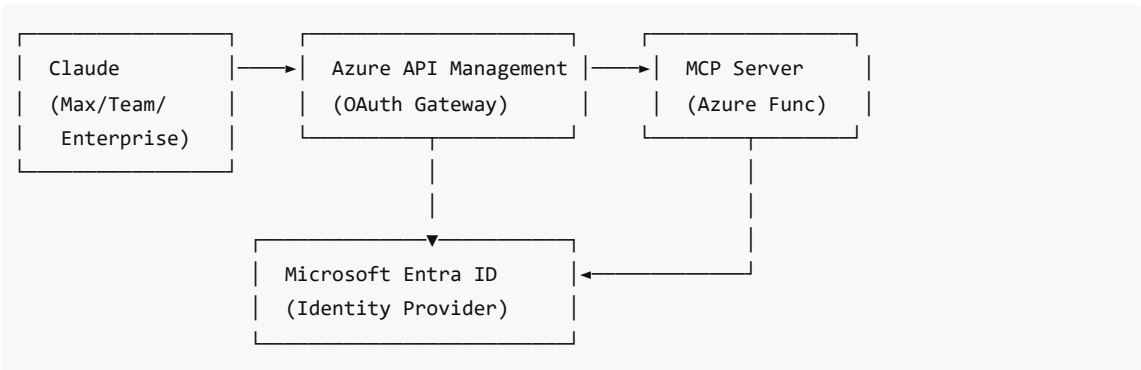 Claude
(Max/Team/
Enterprise)
Azure API Management
(OAuth Gateway)
MCP Server
(Azure Func)
Microsoft Entra ID
(Identity Provider)